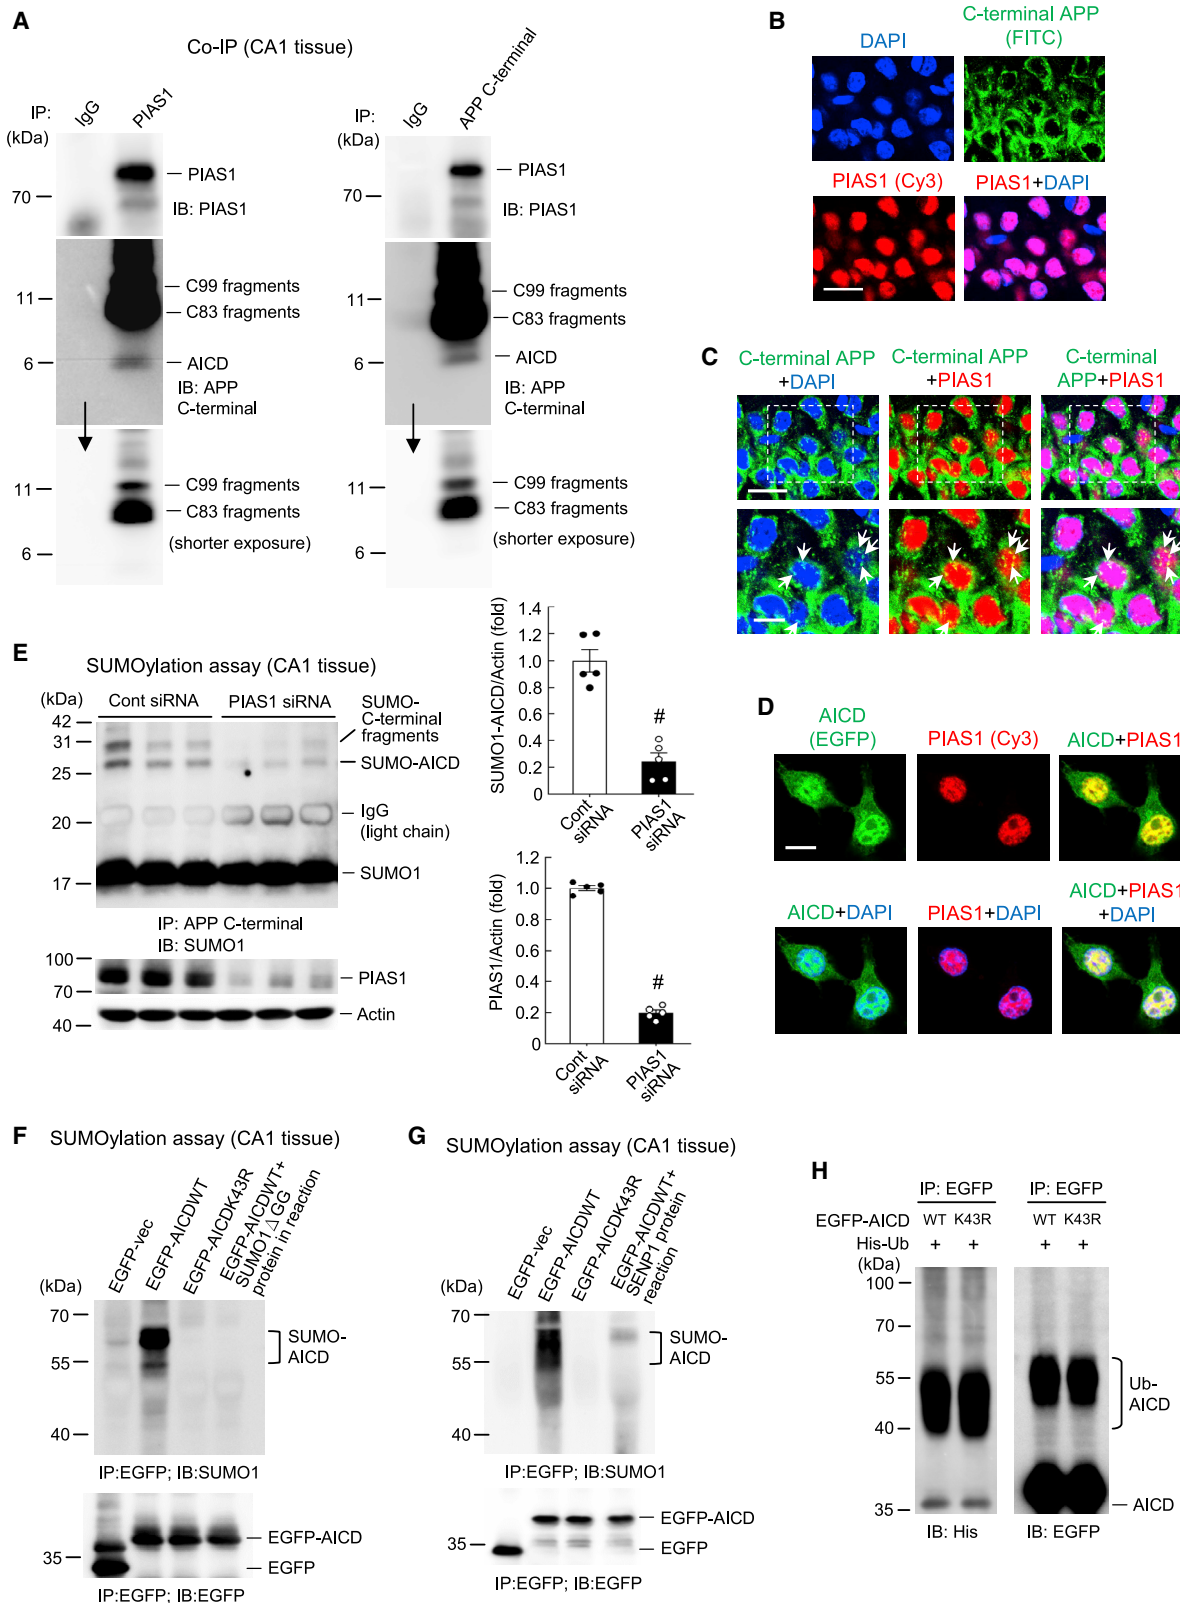 A
Co-IP (CA1 tissue)
IP:
IgG
PIAS1
(kDa)
PIAS1
70
IB: PIAS1
C99 fragments
11
C83 fragments
6
AICD
IB: APP
C-terminal
C99 fragments
11
C83 fragments
(shorter exposure)
6
IP:
IgG
APP C-terminal
(kDa)
PIAS1
70
IB: PIAS1
C99 fragments
11
C83 fragments
AICD
6
IB: APP
C-terminal
C99 fragments
11
C83 fragments
(shorter exposure)
6
B
DAPI
C-terminal APP
(FITC)
PIAS1 (Cy3)
PIAS1+DAPI
C
C-terminal APP
+DAPI
C-terminal APP
+PIAS1
C-terminal
APP+PIAS1
D
AICD
(EGFP)
PIAS1 (Cy3)
AICD+PIAS1
AICD+DAPI
PIAS1+DAPI
AICD+PIAS1
+DAPI
E
SUMOylation assay (CA1 tissue)
(kDa)
Cont siRNA
PIAS1 siRNA
SUMO-
C-terminal
fragments
42
31
SUMO-AICD
25
IgG
(light chain)
20
SUMO1
17
IP: APP C-terminal
IB: SUMO1
100
PIAS1
70
Actin
40
SUMO1-AICD/Actin (fold)
1.4
1.2
1.0
0.8
0.6
0.4
0.2
0
#
Cont
siRNA
PIAS1
siRNA
PIAS1/Actin (fold)
1.2
1.0
0.8
0.6
0.4
0.2
0
#
Cont
siRNA
PIAS1
siRNA
F
SUMOylation assay (CA1 tissue)
EGFP-vec
EGFP-AICDWT
EGFP-AICDK43R
EGFP-AICDWT+
SUMO1△GG
protein in reaction
(kDa)
70
SUMO-
AICD
55
40
IP:EGFP; IB:SUMO1
EGFP-AICD
35
EGFP
IP:EGFP; IB:EGFP
G
SUMOylation assay (CA1 tissue)
EGFP-vec
EGFP-AICDWT
EGFP-AICDK43R
EGFP-AICDWT+
SENP1 protein
reaction
(kDa)
70
SUMO-
AICD
55
40
IP:EGFP; IB:SUMO1
EGFP-AICD
35
EGFP
IP:EGFP; IB:EGFP
H
IP: EGFP
IP: EGFP
EGFP-AICD
WT K43R
WT K43R
His-Ub
+ +
+ +
(kDa)
100
70
55
Ub-
AICD
40
35
AICD
IB: His
IB: EGFP